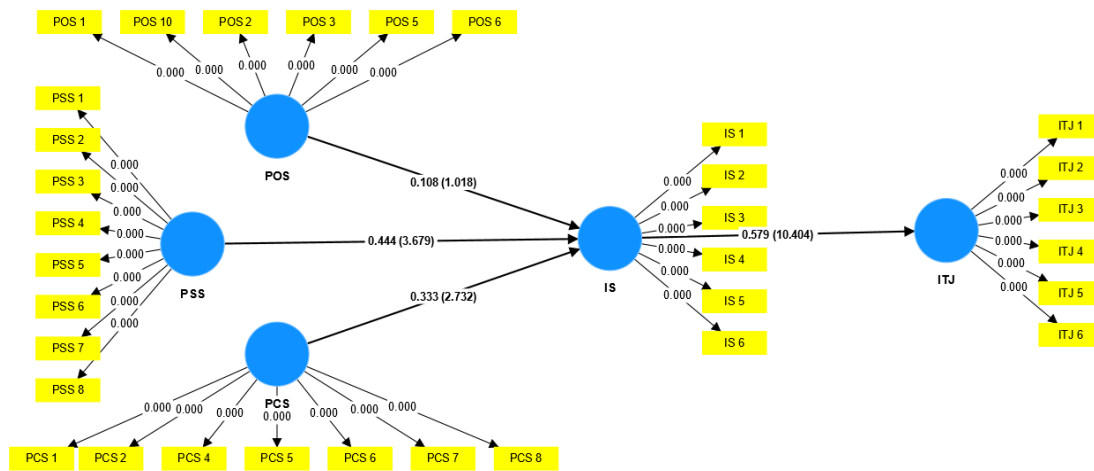 POS 1 POS 10 POS 2 POS 3 POS 5 POS 6
0.000 0.000 0.000 0.000 0.000 0.000
POS
PSS 1
PSS 2
PSS 3
PSS 4
PSS 5
PSS 6
PSS 7
PSS 8
0.000
0.000
0.000
0.000
0.000
0.000
0.000
0.000
PSS
0.108 (1.018)
0.444 (3.679)
0.333 (2.732)
PCS
0.000 0.000 0.000 0.000 0.000 0.000 0.000
PCS 1 PCS 2 PCS 4 PCS 5 PCS 6 PCS 7 PCS 8
IS
0.000
0.000
0.000
0.000
0.000
0.000
IS 1
IS 2
IS 3
IS 4
IS 5
IS 6
0.579 (10.404)
ITJ
0.000
0.000
0.000
0.000
0.000
0.000
ITJ 1
ITJ 2
ITJ 3
ITJ 4
ITJ 5
ITJ 6